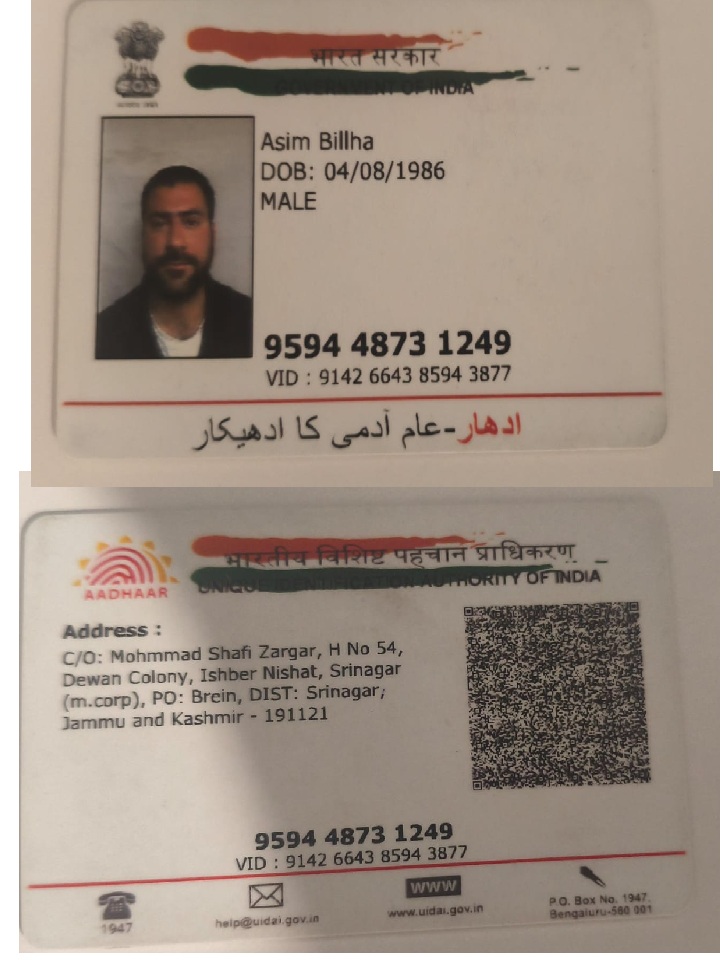 भारत सरकार
GOVERNMENT OF INDIA
Asim Billha
DOB: 04/08/1986
MALE
9594 4873 1249
VID : 9142 6643 8594 3877
ادھار-عام آدمی کا ادھیکار
भारतीय विशिष्ट पहचान प्राधिकरण
UNIQUE IDENTIFICATION AUTHORITY OF INDIA
AADHAAR
Address :
C/O: Mohmmad Shafi Zargar, H No 54,
Dewan Colony, Ishber Nishat, Srinagar
(m.corp), PO: Brein, DIST: Srinagar,
Jammu and Kashmir - 191121
9594 4873 1249
VID : 9142 6643 8594 3877
1947
help@uidai.gov.in
WWW
www.uidai.gov.in
P.O. Box No. 1947,
Bengaluru-560 001